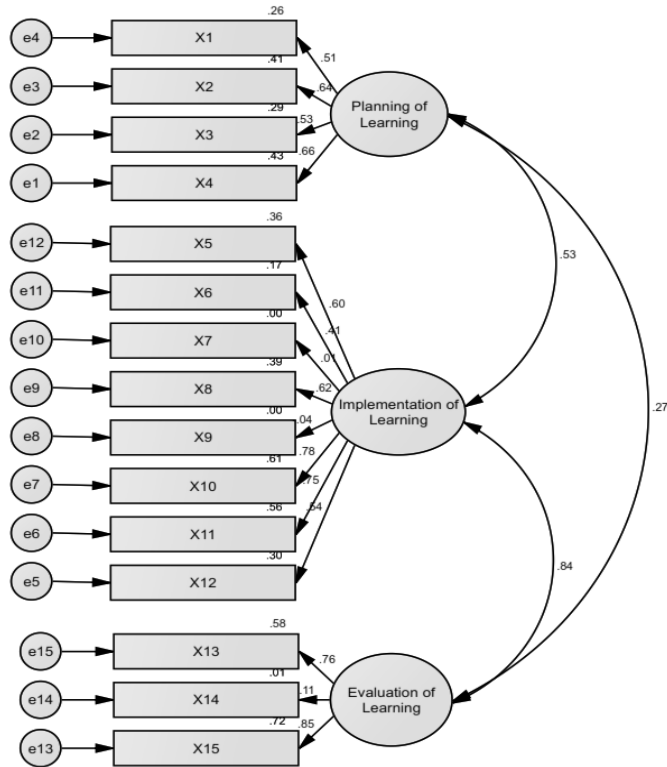 .26
e4 X1
.51
.41
e3 X2
.64
Planning of
Learning
.29
e2 X3
.53
.43
.66
e1 X4
.36
e12 X5
.53
.17
e11 X6
.60
.00
e10 X7
.41
.01
.39
e9 X8
.62
Implementation of
Learning
.27
.00
e8 X9
.04
.61
.78
e7 X10
.75
.56
.54
e6 X11
.30
.84
e5 X12
.58
e15 X13
.76
.01
e14 X14
.11
Evaluation of
Learning
.72
.85
e13 X15